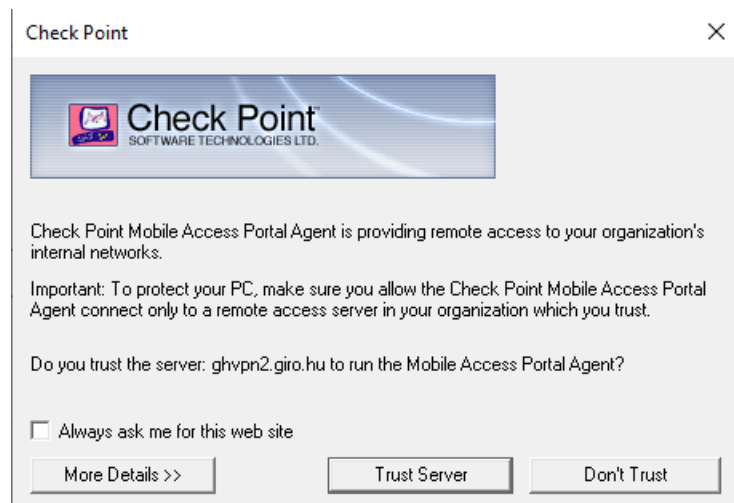 Check Point
Check Point™
SOFTWARE TECHNOLOGIES LTD.
Check Point Mobile Access Portal Agent is providing remote access to your organization's
internal networks.
Important: To protect your PC, make sure you allow the Check Point Mobile Access Portal
Agent connect only to a remote access server in your organization which you trust.
Do you trust the server: ghvpn2.giro.hu to run the Mobile Access Portal Agent?
Always ask me for this web site
More Details >>
Trust Server
Don't Trust